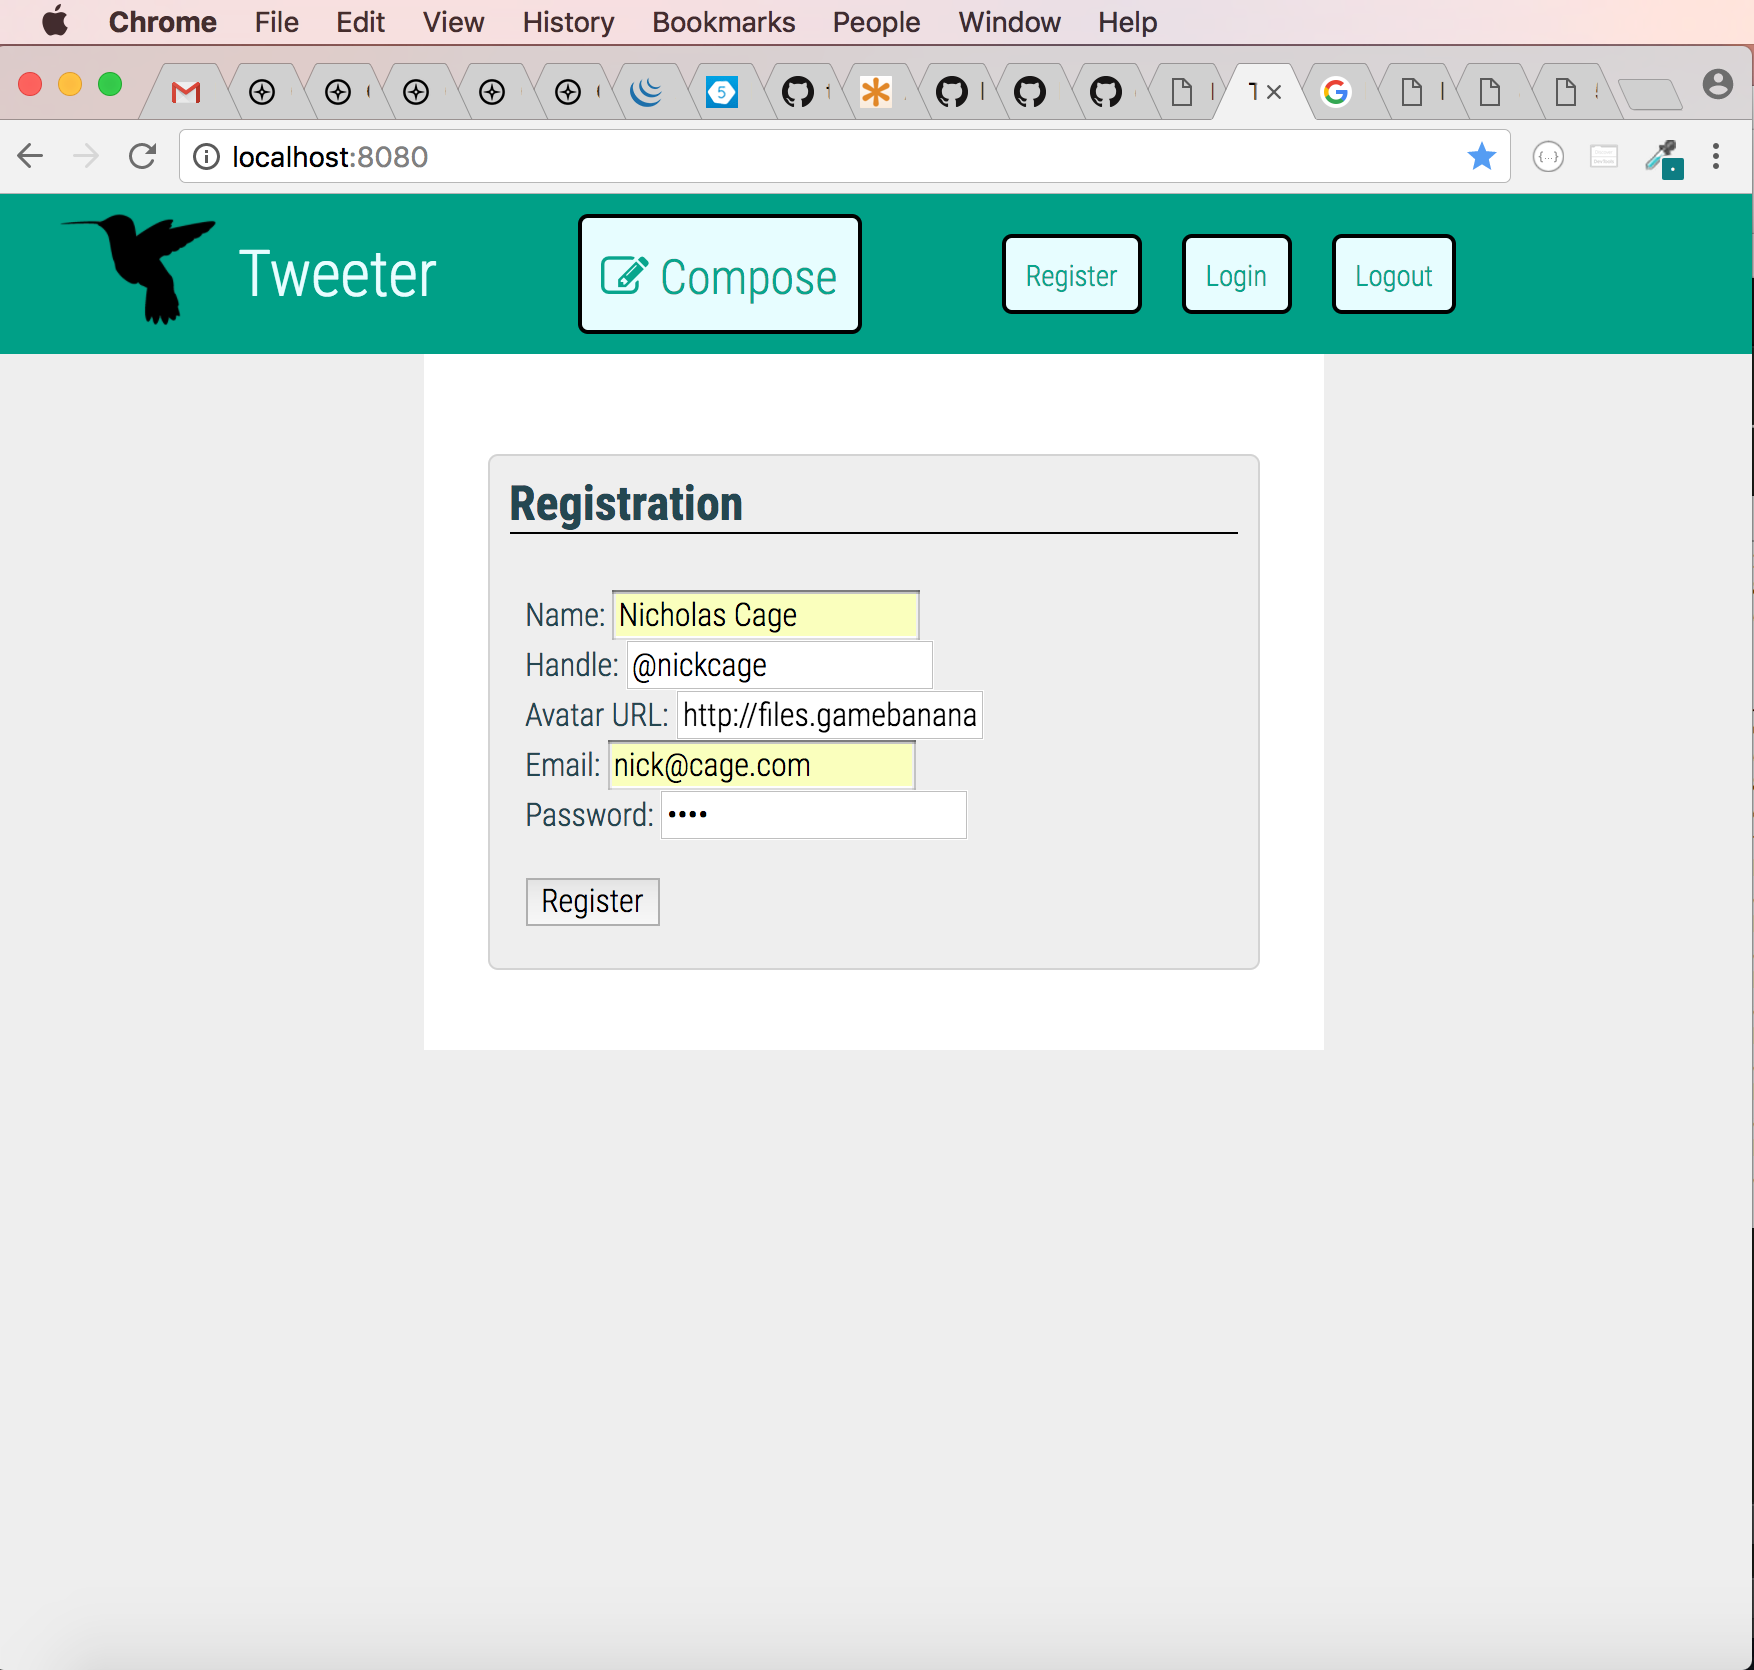 Chrome File Edit View History Bookmarks People Window Help
localhost:8080
Tweeter Compose Register Login Logout
Registration
Name: Nicholas Cage
Handle: @nickcage
Avatar URL: http://files.gamebanana
Email: nick@cage.com
Password: ••••
Register